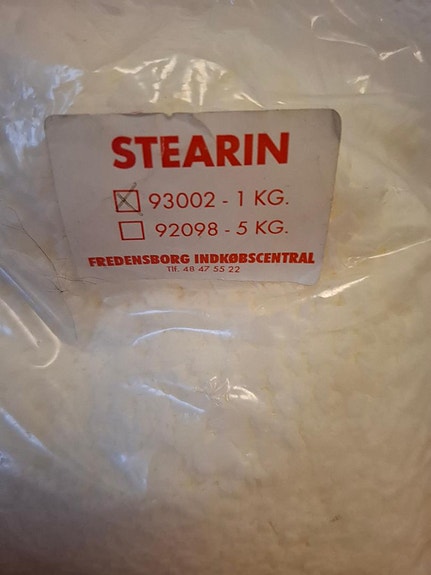 STEARIN
93002 - 1 KG.
92098 - 5 KG.
FREDENSBORG INDKØBSCENTRAL
Tlf. 48 47 55 22